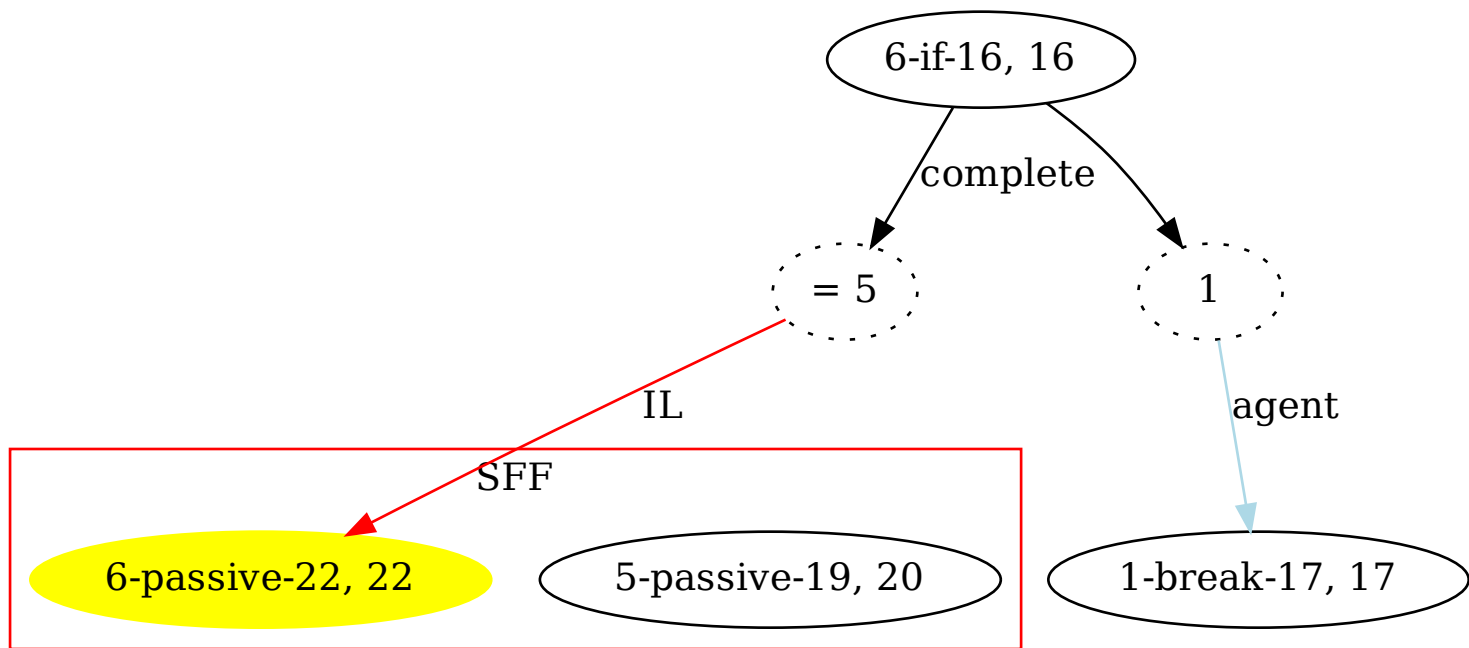 6-if-16, 16
complete
= 5
1
IL
agent
SFF
6-passive-22, 22
5-passive-19, 20
1-break-17, 17